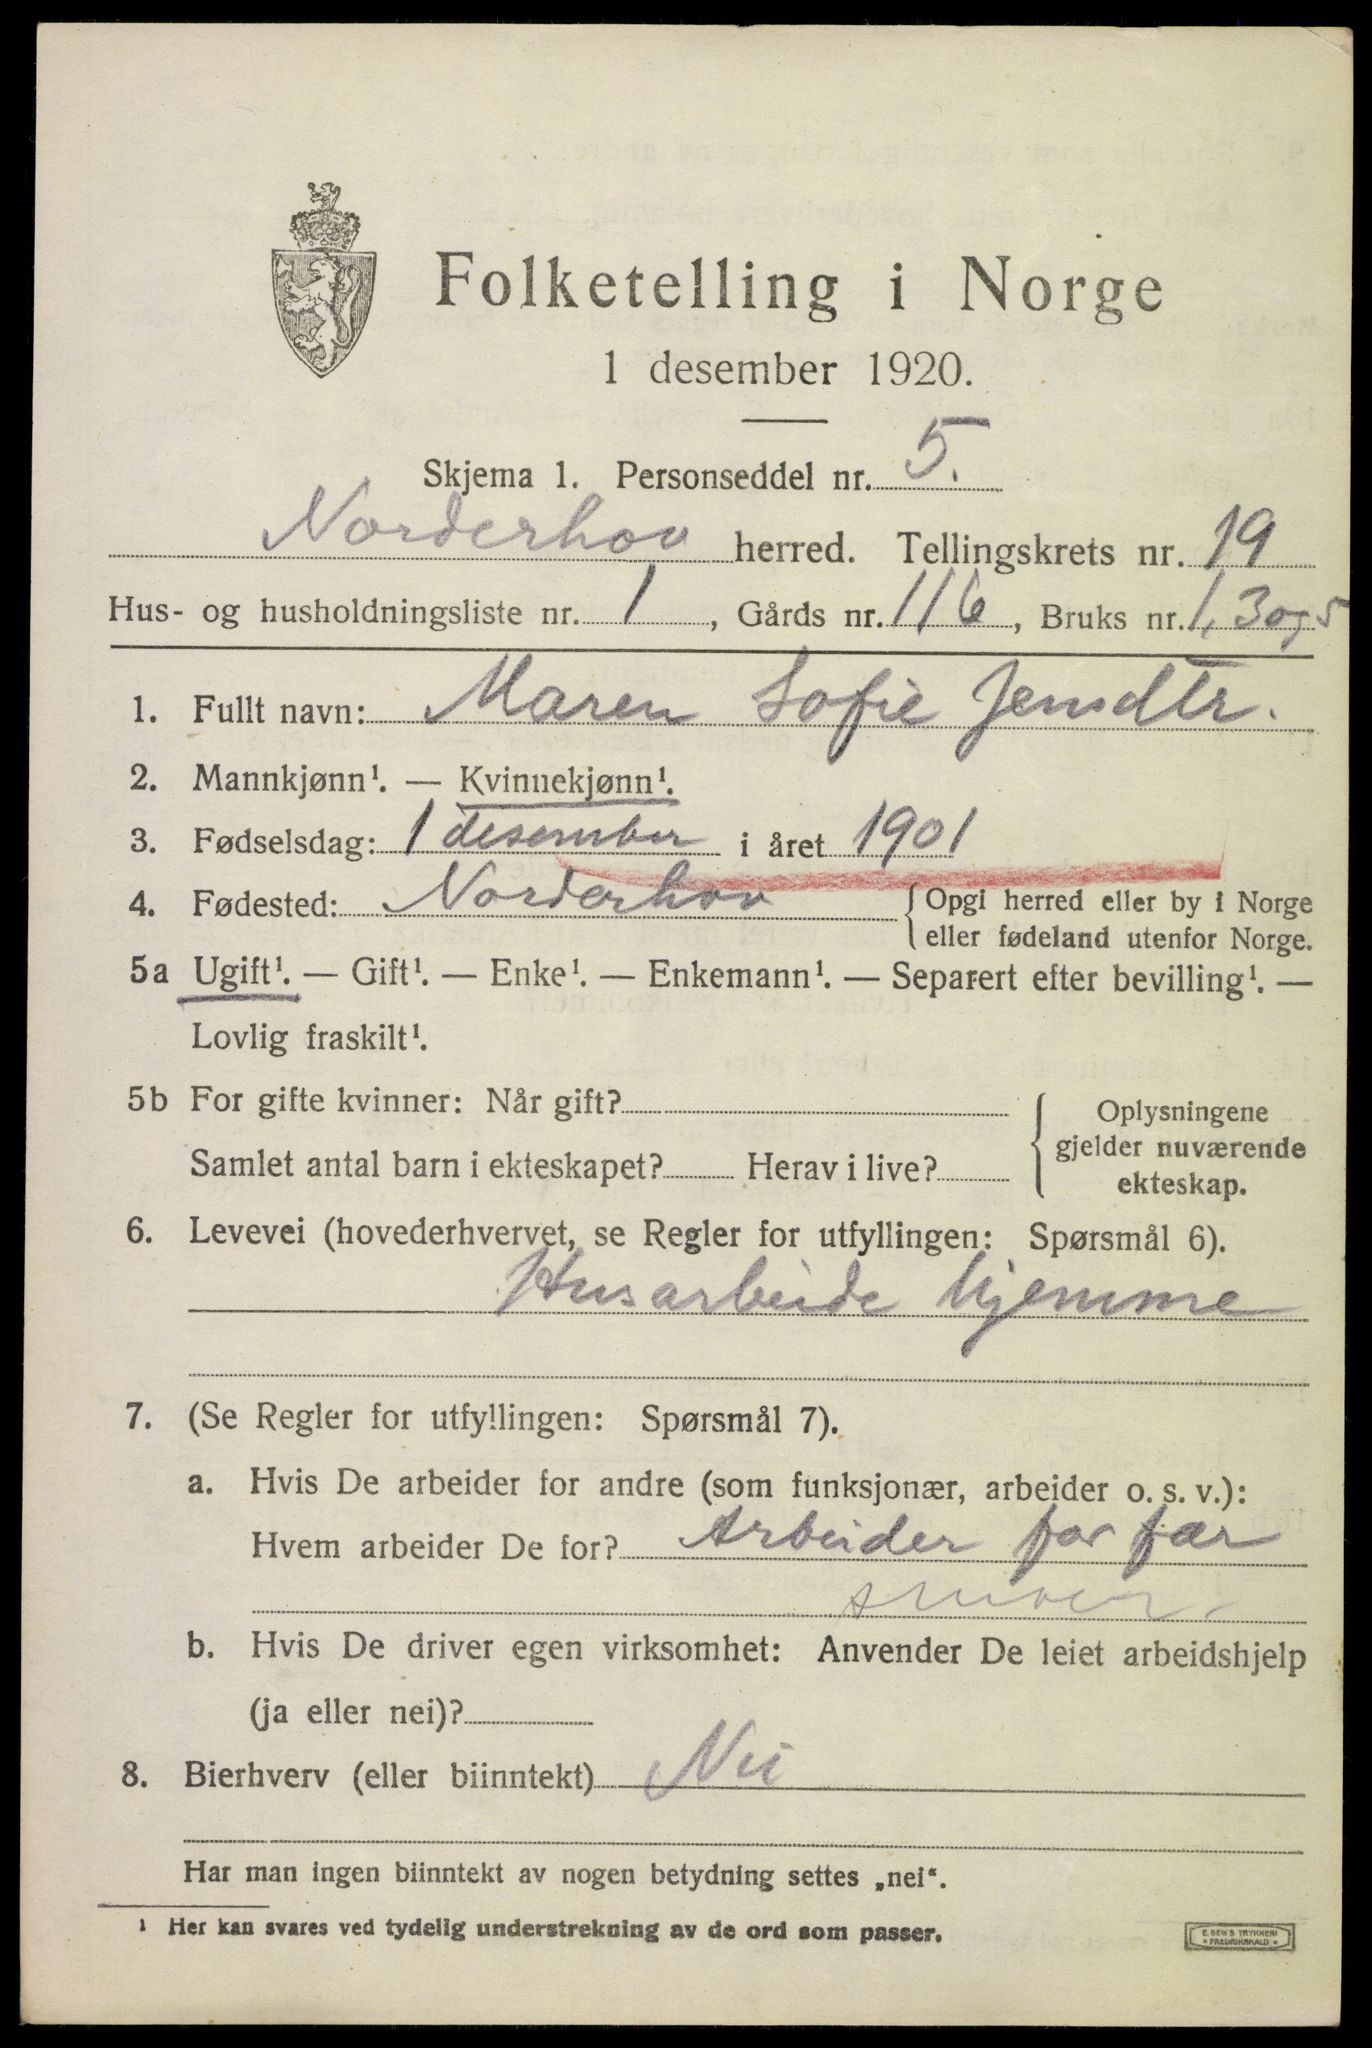 Folketelling i Norge
1 desember 1920.
Skjema 1. Personseddel nr. 5.
Norderhov herred. Tellingskrets nr. 19
Hus- og husholdningsliste nr. 1, Gårds nr. 116, Bruks nr. 1, 3 og 5
1. Fullt navn: Maren Sofie Jensdtr.
2. Mannkjønn¹. — Kvinnekjønn¹.
3. Fødselsdag: 1 desember i året 1901
4. Fødested: Norderhov {Opgi herred eller by i Norge
eller fødeland utenfor Norge.
5a Ugift¹. — Gift¹. — Enke¹. — Enkemann¹. — Separert efter bevilling¹. —
Lovlig fraskilt¹.
5b For gifte kvinner: Når gift?
Samlet antal barn i ekteskapet? Herav i live?
Oplysningene
gjelder nuværende
ekteskap.
6. Levevei (hovederhvervet, se Regler for utfyllingen: Spørsmål 6).
Husarbeide hjemme
7. (Se Regler for utfyllingen: Spørsmål 7).
a. Hvis De arbeider for andre (som funksjonær, arbeider o. s. v.):
Hvem arbeider De for? Arbeider for far
b. Hvis De driver egen virksomhet: Anvender De leiet arbeidshjelp
(ja eller nei)?
8. Bierhverv (eller biinntekt) Nei
Har man ingen biinntekt av nogen betydning settes „nei“.
¹ Her kan svares ved tydelig understrekning av de ord som passer.
E. SEM'S TRYKKERI
FREDRIKSHALD